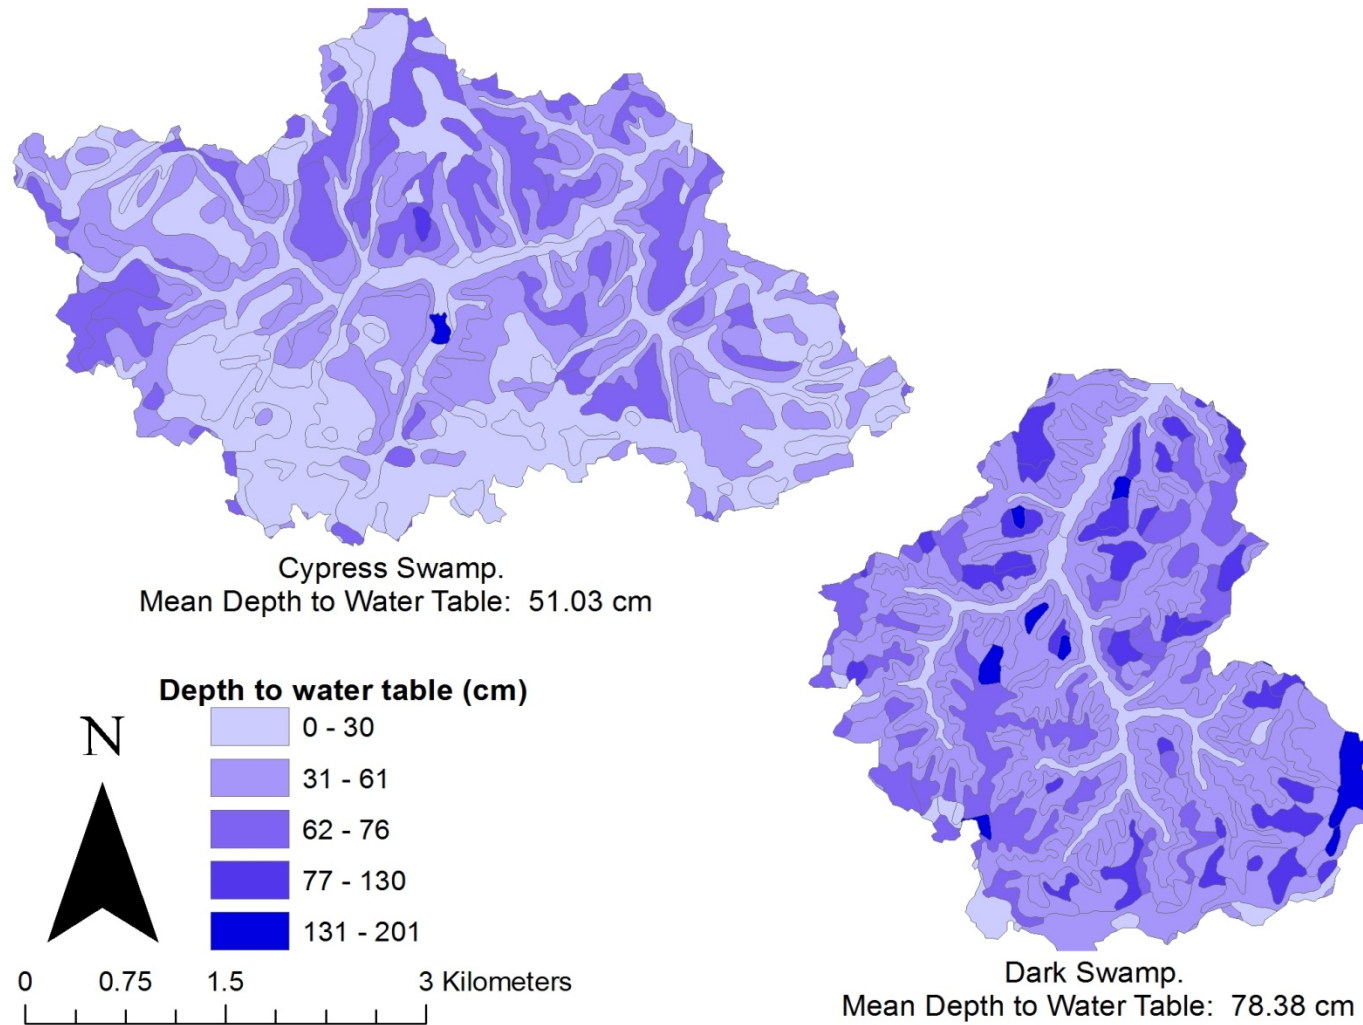 Cypress Swamp.
Mean Depth to Water Table:  51.03 cm
Depth to water table (cm)
N
0 - 30
31 - 61
62 - 76
77 - 130
131 - 201
0 0.75 1.5 3 Kilometers
Dark Swamp.
Mean Depth to Water Table:  78.38 cm